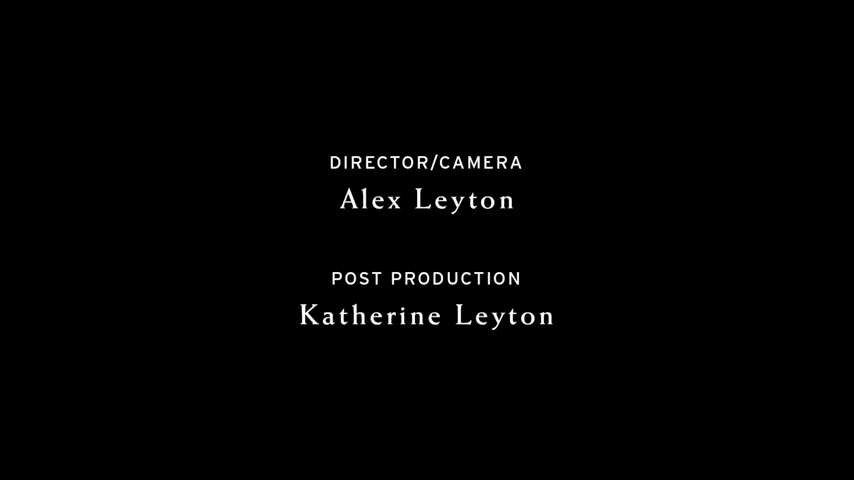 DIRECTOR/CAMERA
Alex Leyton
POST PRODUCTION
Katherine Leyton